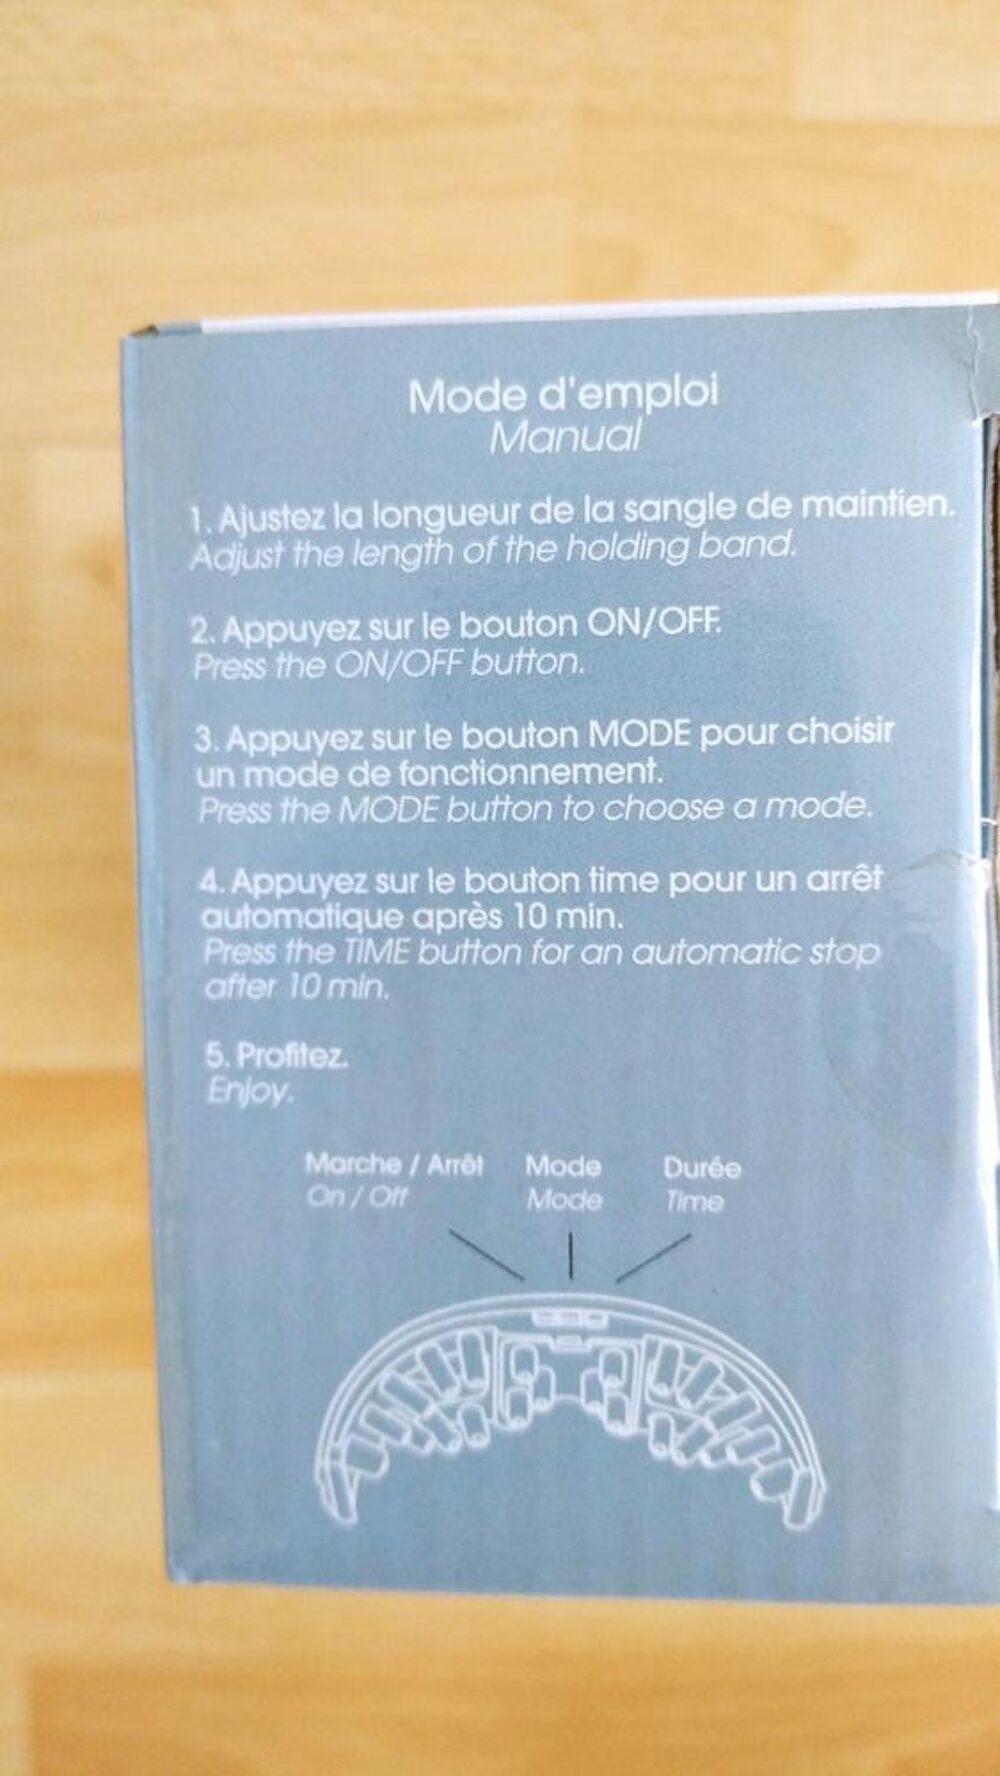 Mode d'emploi
Manual
1. Ajustez la longueur de la sangle de maintien.
Adjust the length of the holding band.
2. Appuyez sur le bouton ON/OFF.
Press the ON/OFF button.
3. Appuyez sur le bouton MODE pour choisir
un mode de fonctionnement.
Press the MODE button to choose a mode.
4. Appuyez sur le bouton time pour un arrêt
automatique après 10 min.
Press the TIME button for an automatic stop
after 10 min.
5. Profitez.
Enjoy.
Marche / Arrêt Mode Durée
On / Off Mode Time